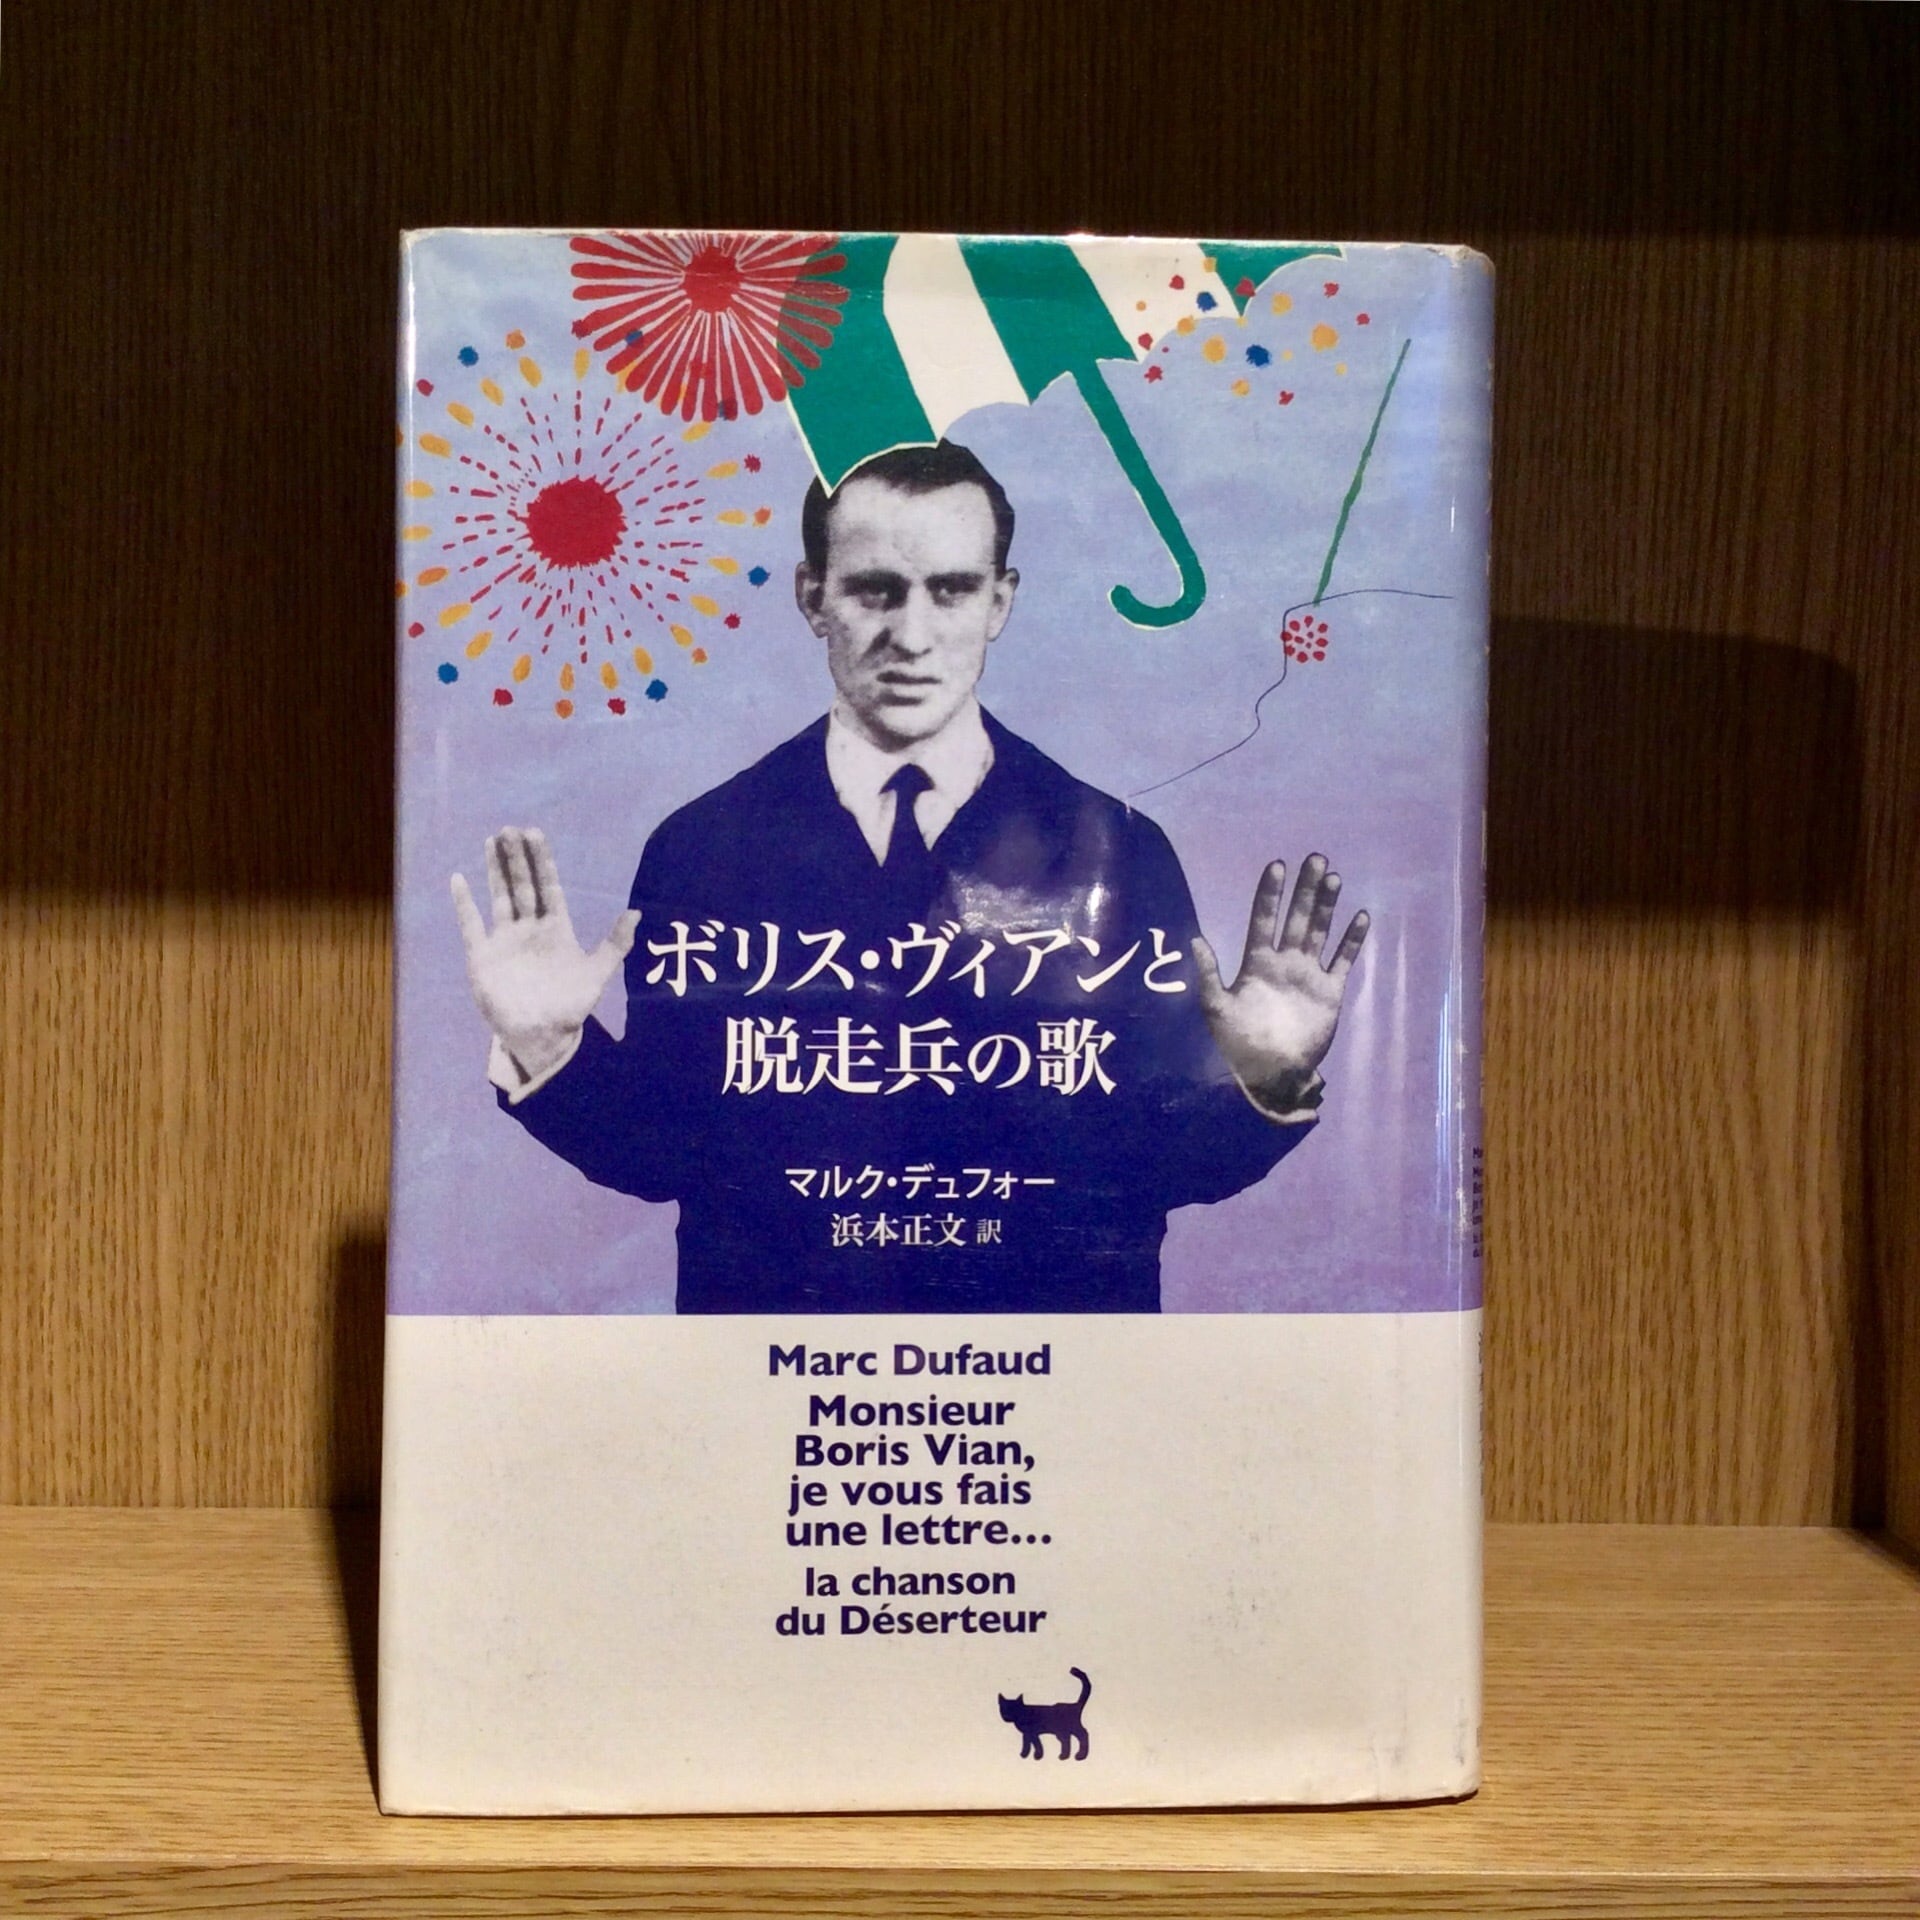 ボリス・ヴィアンと
脱走兵の歌
マルク・デュフォー
浜本正文 訳
Marc Dufaud
Monsieur
Boris Vian,
je vous fais
une lettre...
la chanson
du Déserteur